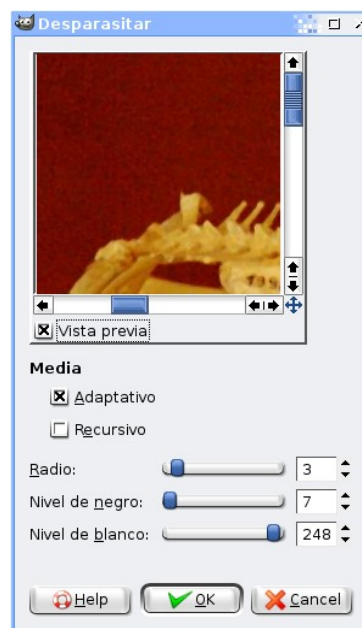 Desparasitar
Vista previa
Media
Adaptativo
Recursivo
Radio: 3
Nivel de negro: 7
Nivel de blanco: 248
Help OK Cancel